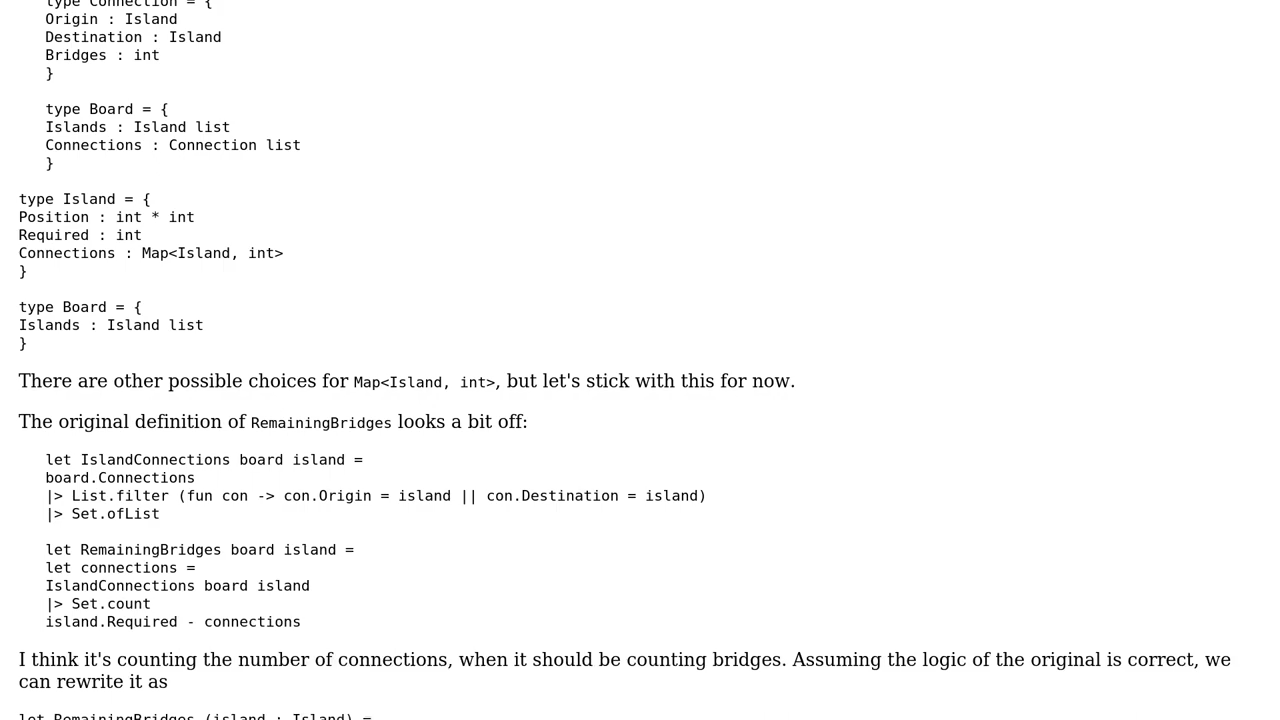 type Connection = {
Origin : Island
Destination : Island
Bridges : int
}
type Board = {
Islands : Island list
Connections : Connection list
}
type Island = {
Position : int * int
Required : int
Connections : Map<Island, int>
}
type Board = {
Islands : Island list
}
There are other possible choices for Map<Island, int>, but let's stick with this for now.
The original definition of RemainingBridges looks a bit off:
let IslandConnections board island =
board.Connections
|> List.filter (fun con -> con.Origin = island || con.Destination = island)
|> Set.ofList
let RemainingBridges board island =
let connections =
IslandConnections board island
|> Set.count
island.Required - connections
I think it's counting the number of connections, when it should be counting bridges. Assuming the logic of the original is correct, we
can rewrite it as
let RemainingBridges (island : Island) =